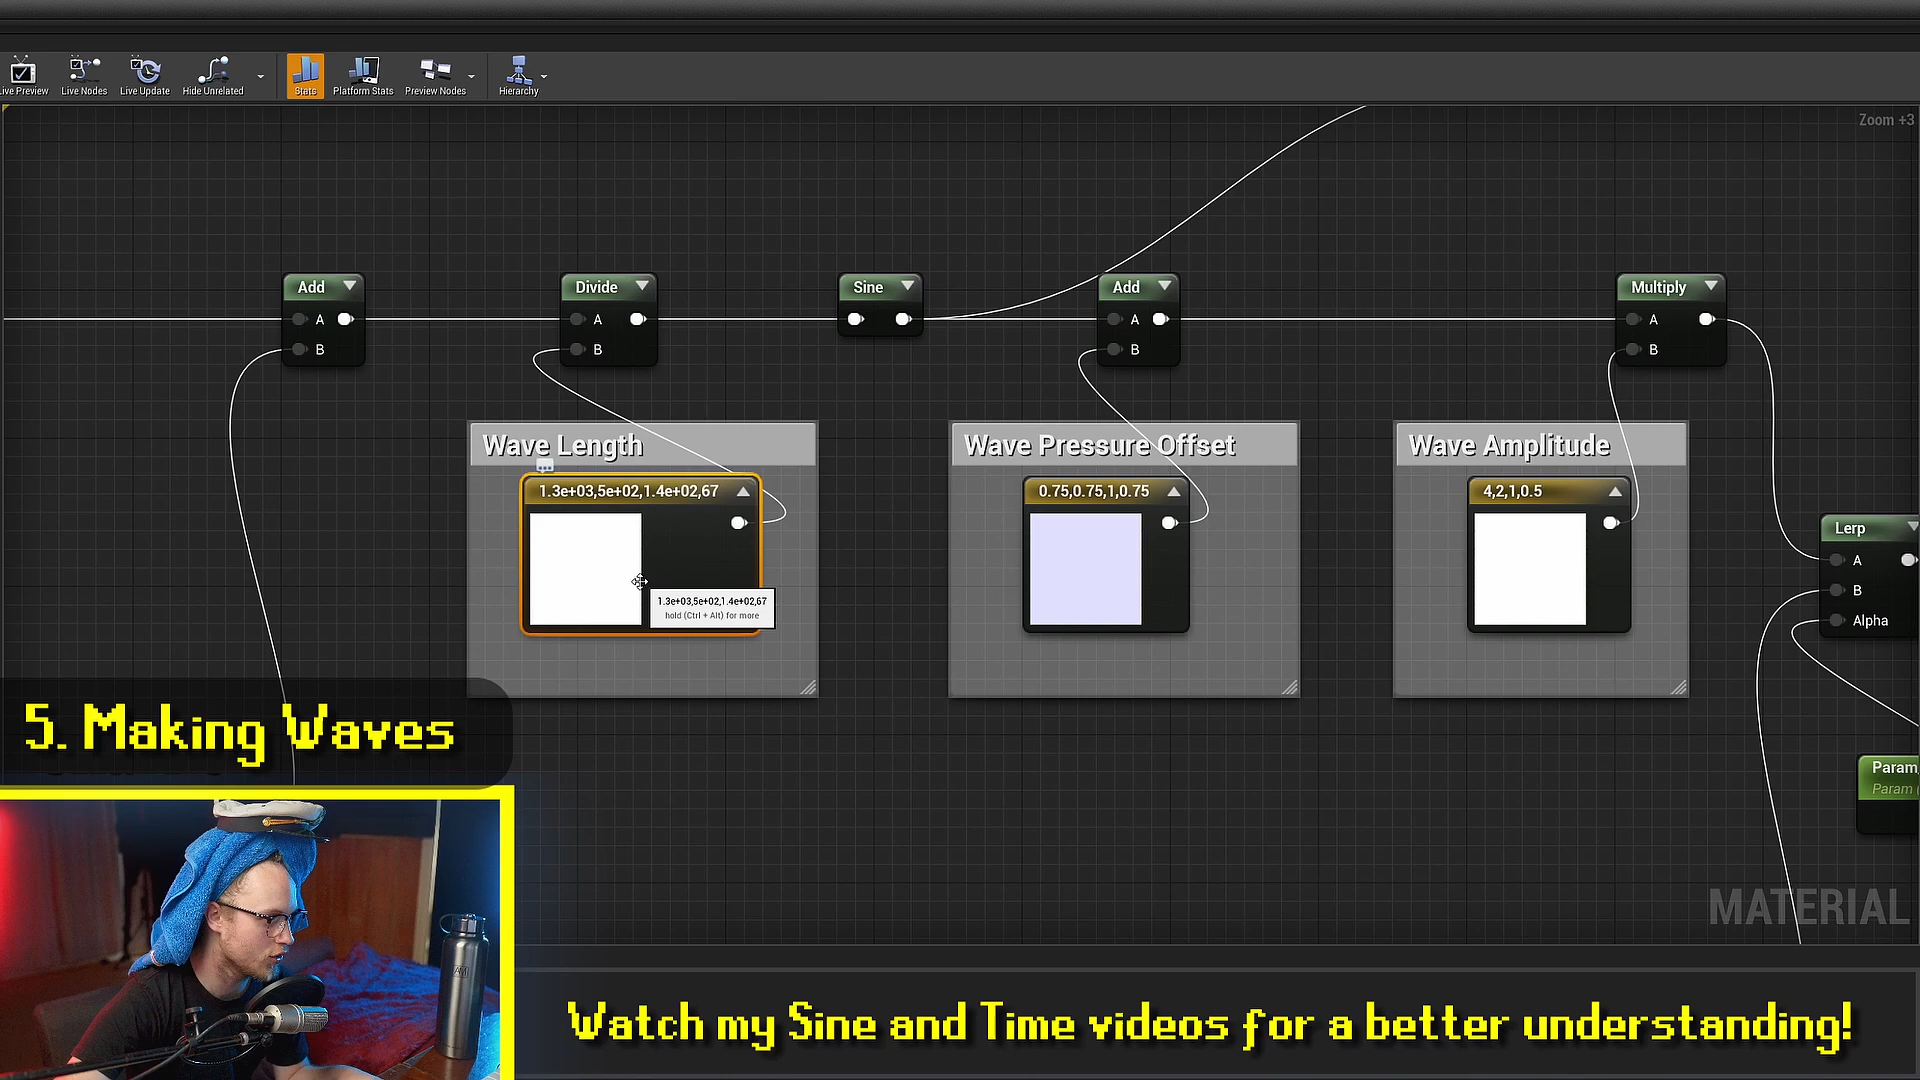 Live Preview
Live Nodes
Live Update
Hide Unrelated
Stats
Platform Stats
Preview Nodes
Hierarchy
Zoom +3
Add
A
B
Divide
A
B
Sine
Add
A
B
Multiply
A
B
Wave Length
1.3e+03,5e+02,1.4e+02,67
1.3e+03,5e+02,1.4e+02,67
hold (Ctrl + Alt) for more
Wave Pressure Offset
0.75,0.75,1,0.75
Wave Amplitude
4,2,1,0.5
Lerp
A
B
Alpha
Param
Param (
MATERIAL
5. Making Waves
Watch my Sine and Time videos for a better understanding!